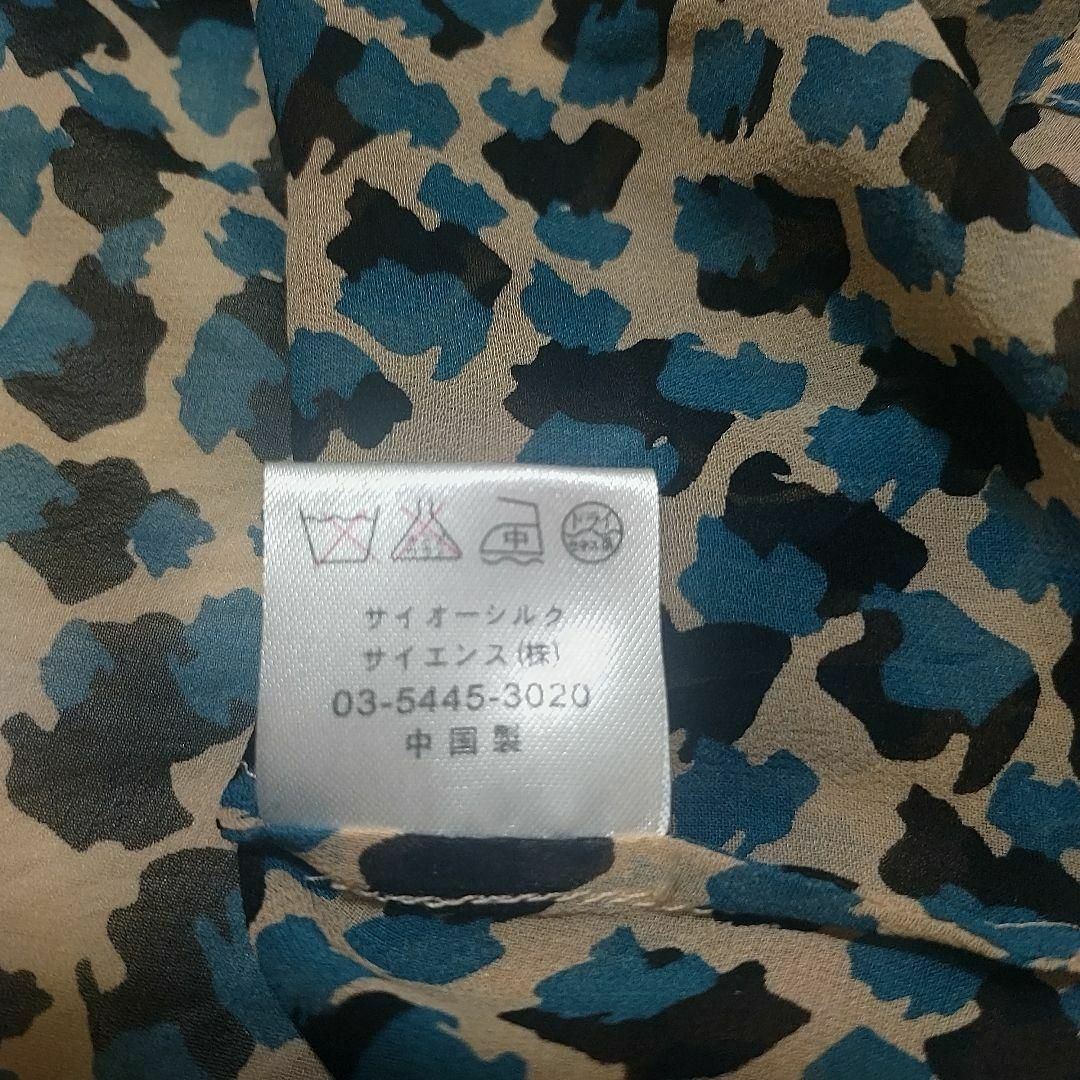 中
ドライ
サイオーシルク
サイエンス(株)
03-5445-3020
中国製